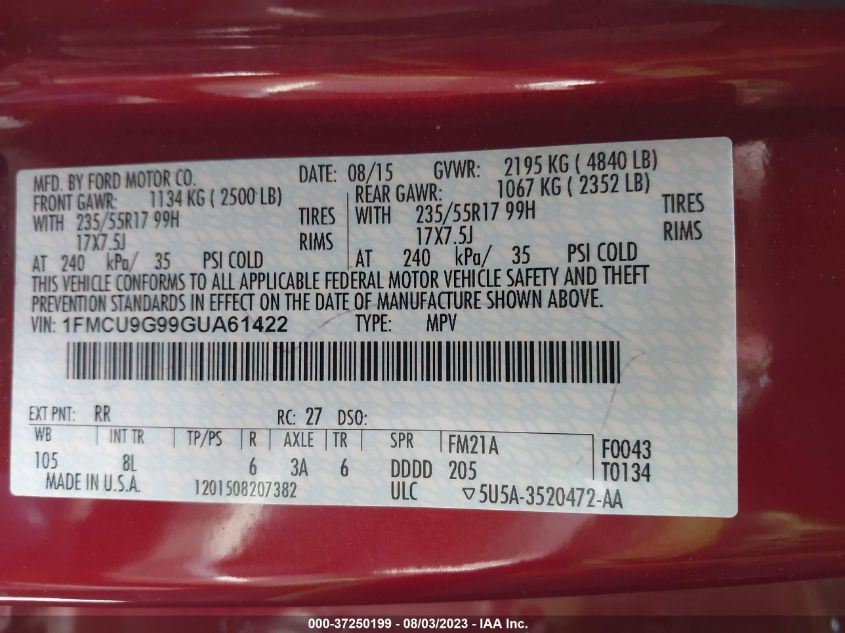 MFD. BY FORD MOTOR CO. DATE: 08/15 GVWR: 2195 KG ( 4840 LB)
FRONT GAWR: 1134 KG ( 2500 LB) REAR GAWR: 1067 KG ( 2352 LB)
WITH 235/55R17 99H TIRES WITH 235/55R17 99H TIRES
17X7.5J RIMS 17X7.5J RIMS
AT 240 kPa/ 35 PSI COLD AT 240 kPa/ 35 PSI COLD
THIS VEHICLE CONFORMS TO ALL APPLICABLE FEDERAL MOTOR VEHICLE SAFETY AND THEFT
PREVENTION STANDARDS IN EFFECT ON THE DATE OF MANUFACTURE SHOWN ABOVE.
VIN: 1FMCU9G99GUA61422 TYPE: MPV
EXT PNT: RR RC: 27 DSO:
WB INT TR TP/PS R AXLE TR SPR FM21A F0043
105 8L 6 3A 6 DDDD 205 T0134
MADE IN U.S.A. 1201508207382 ULC ▽5U5A-3520472-AA
000-37250199 - 08/03/2023 - IAA Inc.